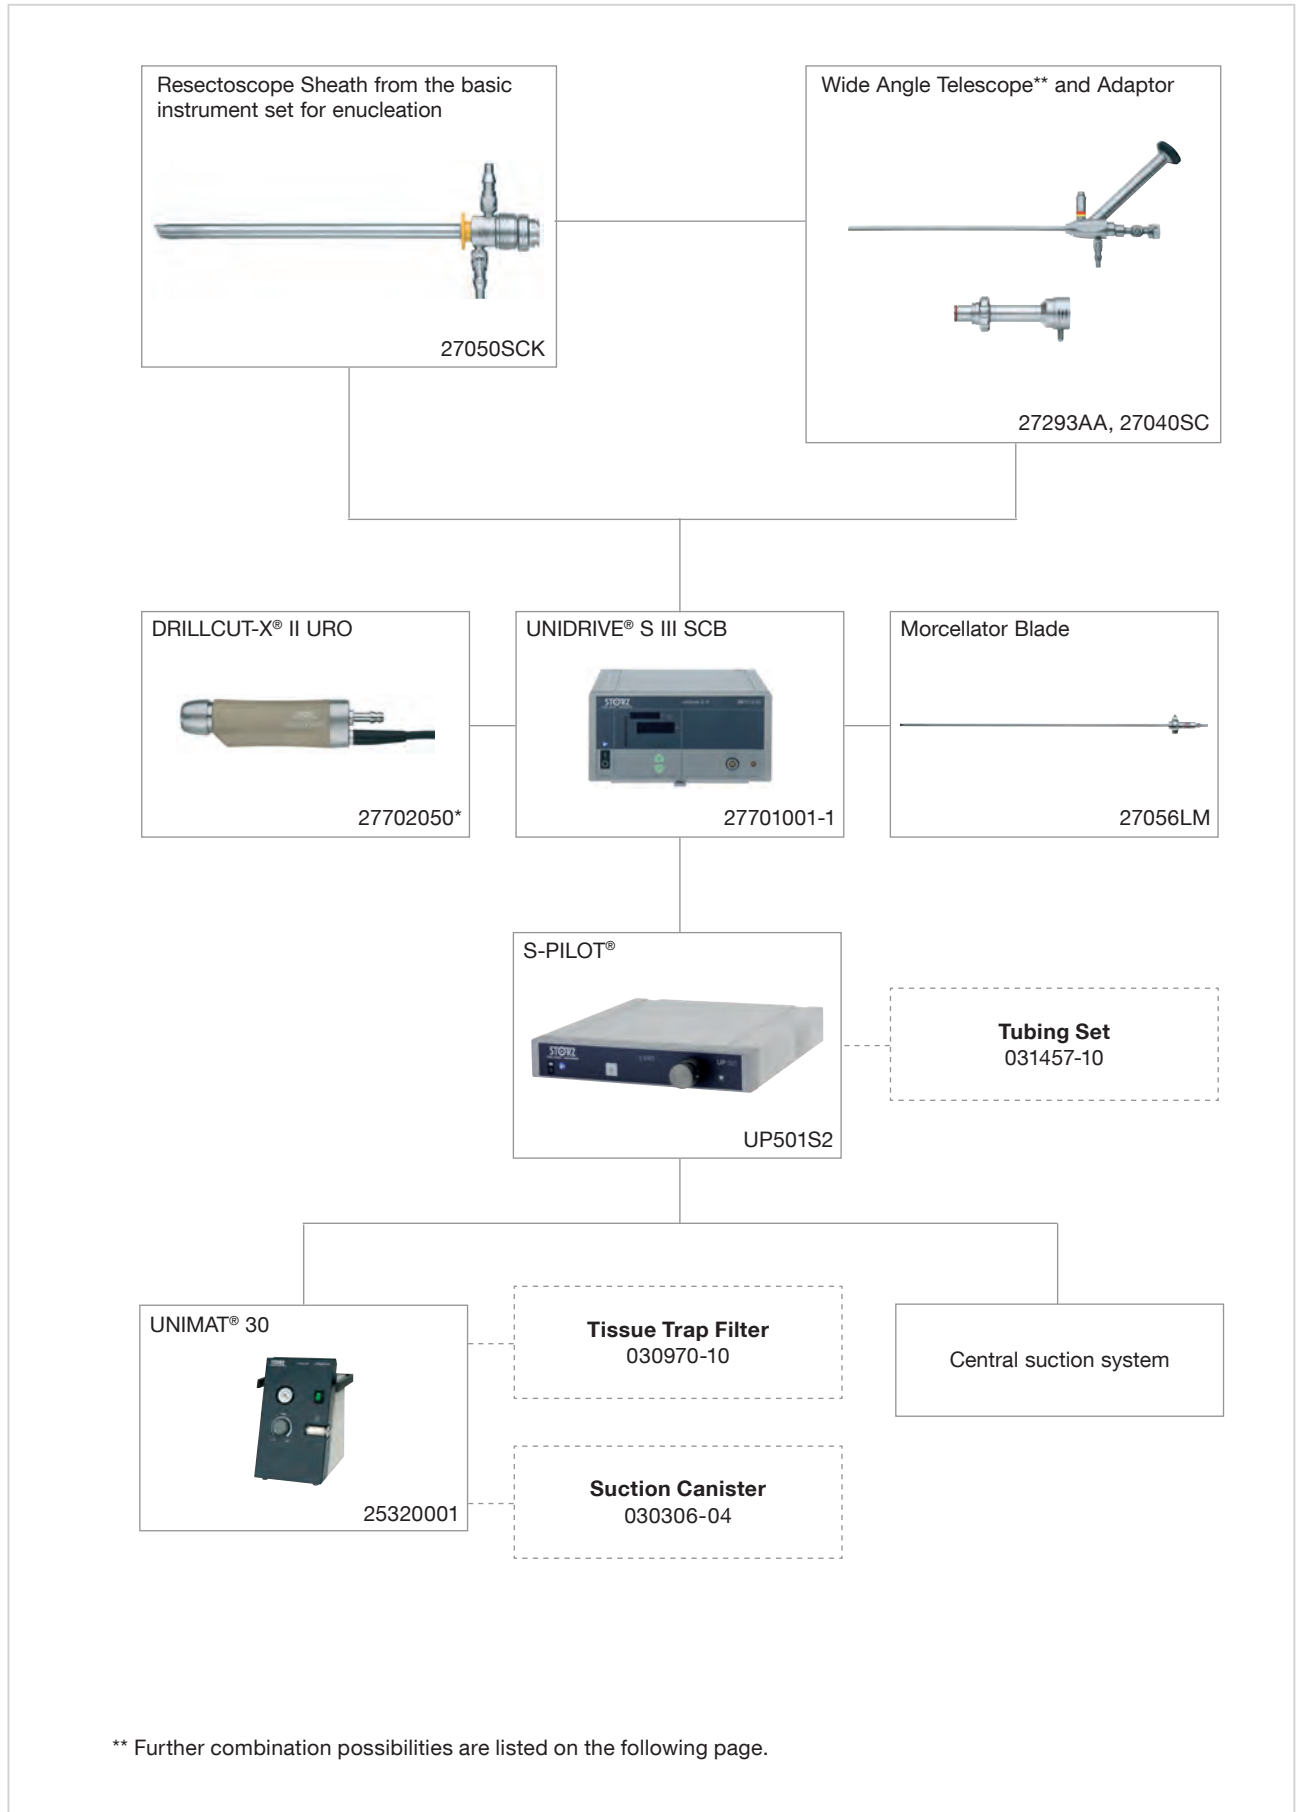 Resectoscope Sheath from the basic
instrument set for enucleation
27050SCK
Wide Angle Telescope** and Adaptor
27293AA, 27040SC
DRILLCUT-X® II URO
27702050*
UNIDRIVE® S III SCB
STORZ
27701001-1
Morcellator Blade
27056LM
S-PILOT®
STORZ
UP501S2
Tubing Set
031457-10
UNIMAT® 30
25320001
Tissue Trap Filter
030970-10
Suction Canister
030306-04
Central suction system
** Further combination possibilities are listed on the following page.